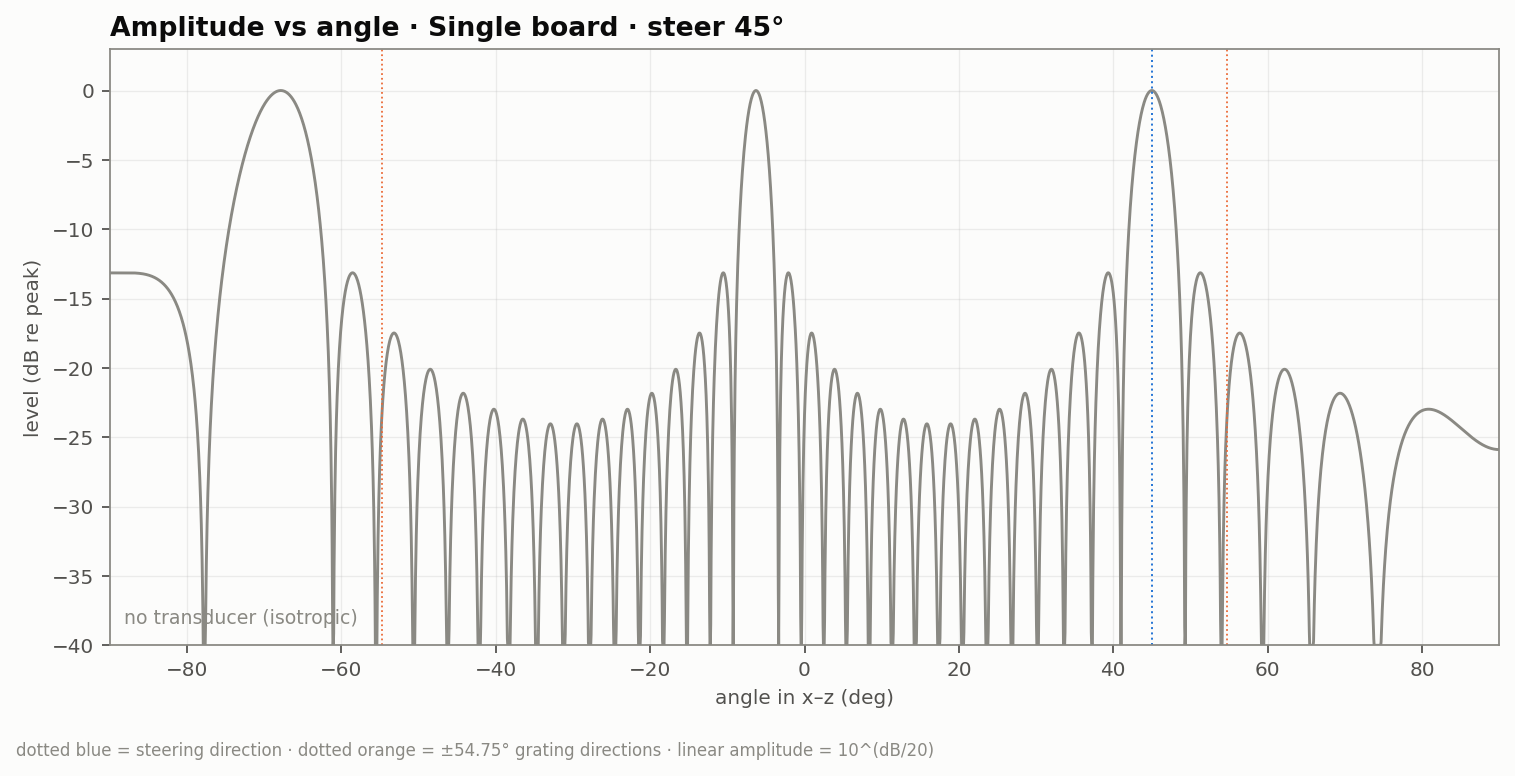 Amplitude vs angle · Single board · steer 45°
level (dB re peak)
0
−5
−10
−15
−20
−25
−30
−35
−40
no transducer (isotropic)
−80 −60 −40 −20 0 20 40 60 80
angle in x–z (deg)
dotted blue = steering direction · dotted orange = ±54.75° grating directions · linear amplitude = 10^(dB/20)